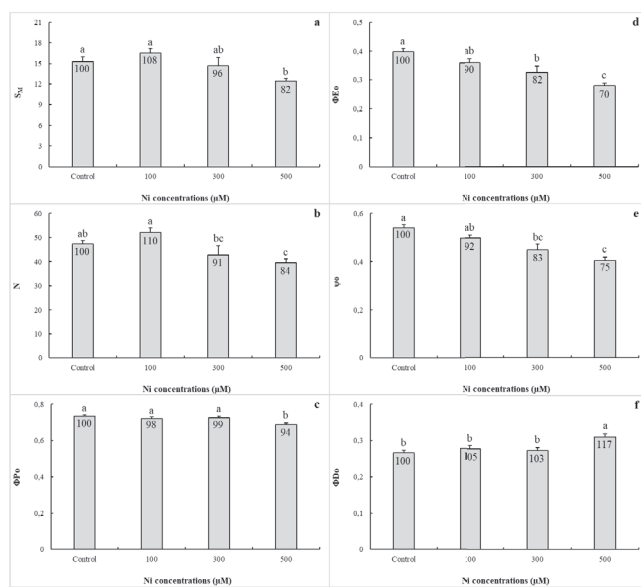 a
21
18
15
12
9
6
3
0
S_M
a
a
ab
b
100
108
96
82
Control
100
300
500
Ni concentrations (µM)
d
0,5
0,4
0,3
0,2
0,1
0
ΦEo
a
ab
b
c
100
90
82
70
Control
100
300
500
Ni concentrations (µM)
b
60
50
40
30
20
10
0
N
ab
a
bc
c
100
110
91
84
Control
100
300
500
Ni concentrations (µM)
e
0,6
0,4
0,2
0
ψo
a
ab
bc
c
100
92
83
75
Control
100
300
500
Ni concentrations (µM)
c
0,8
0,6
0,4
0,2
0
ΦPo
a
a
a
b
100
98
99
94
Control
100
300
500
Ni concentrations (µM)
f
0,4
0,3
0,2
0,1
0
ΦDo
b
b
b
a
100
105
103
117
Control
100
300
500
Ni concentrations (µM)